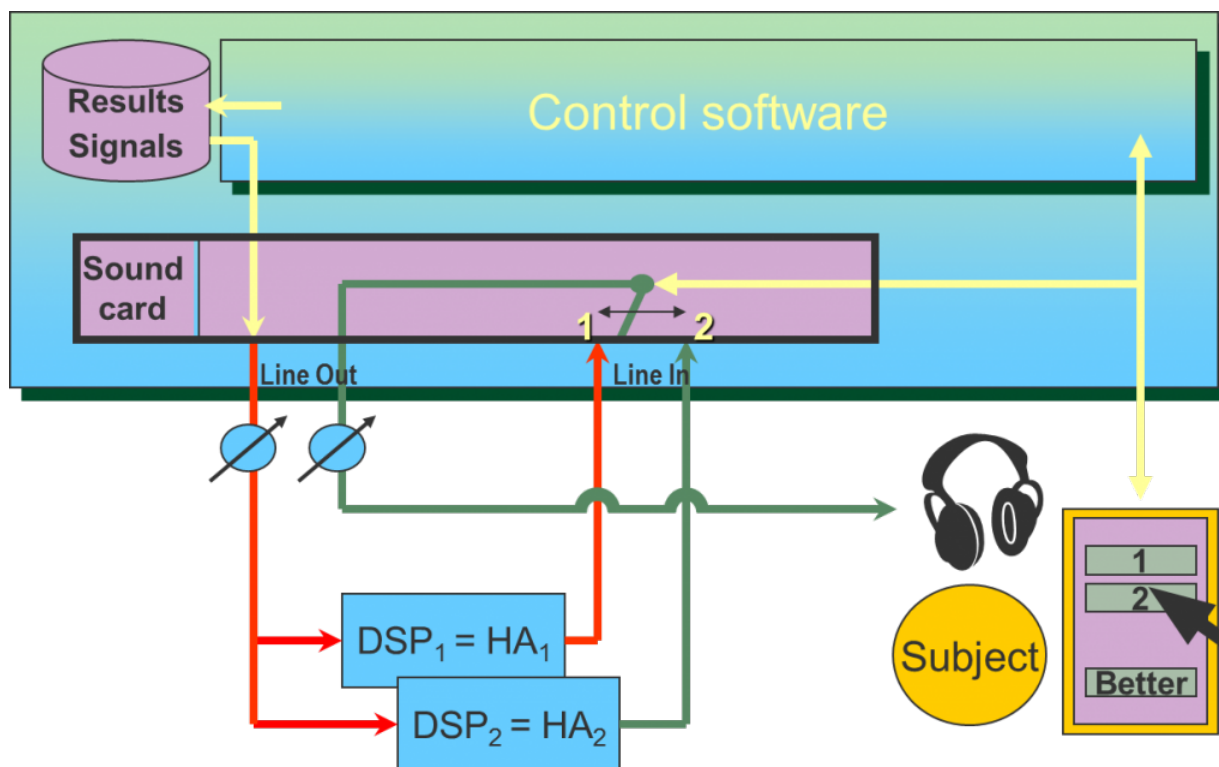 Results
Signals
Control software
Sound
card
1
2
Line Out
Line In
DSP₁ = HA₁
DSP₂ = HA₂
Subject
1
2
Better